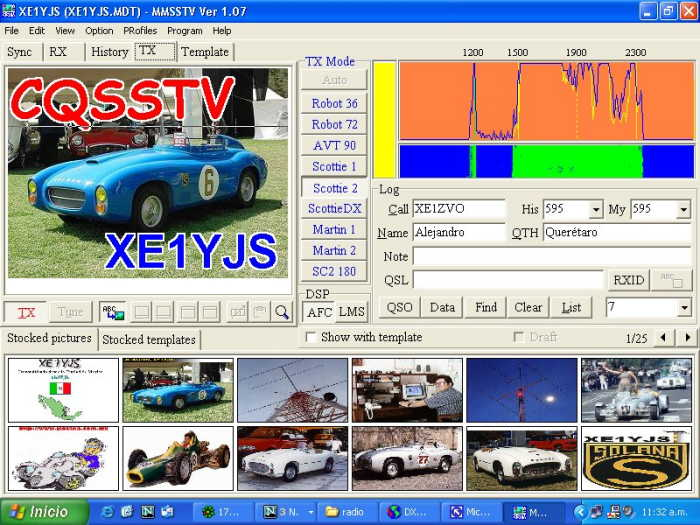 XE1YJS (XE1YJS.MDT) - MMSSTV Ver 1.07
File Edit View Option PRofiles Program Help
Sync RX History TX Template
TX Mode
Auto
Robot 36
Robot 72
AVT 90
Scottie 1
Scottie 2
ScottieDX
Martin 1
Martin 2
SC2 180
DSP
AFC LMS
CQSSTV
6
XE1YJS
1200 1500 1900 2300
Log
Call XE1ZVO His 595 My 595
Name Alejandro QTH Querétaro
Note
QSL RXID ABC
QSO Data Find Clear List 7
TX Tune ABC
Show with template Draft 1/25
Stocked pictures Stocked templates
XE1YJS
27
XE1YJS
SOLANA
S
Inicio 17... 3 N. radio DX... Mic... M... 11:32 a.m.